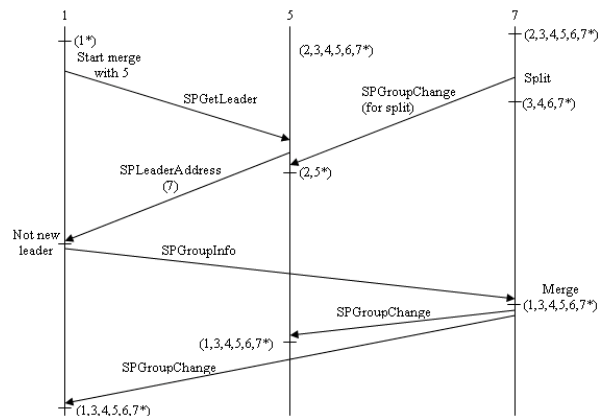 1 5 7
(1*)
(2,3,4,5,6,7*)
(2,3,4,5,6,7*)
Start merge
with 5
Split
SPGroupChange
(for split)
SPGetLeader
(3,4,6,7*)
SPLeaderAddress
(7)
(2,5*)
Not new
leader
SPGroupInfo
Merge
(1,3,4,5,6,7*)
SPGroupChange
(1,3,4,5,6,7*)
SPGroupChange
(1,3,4,5,6,7*)